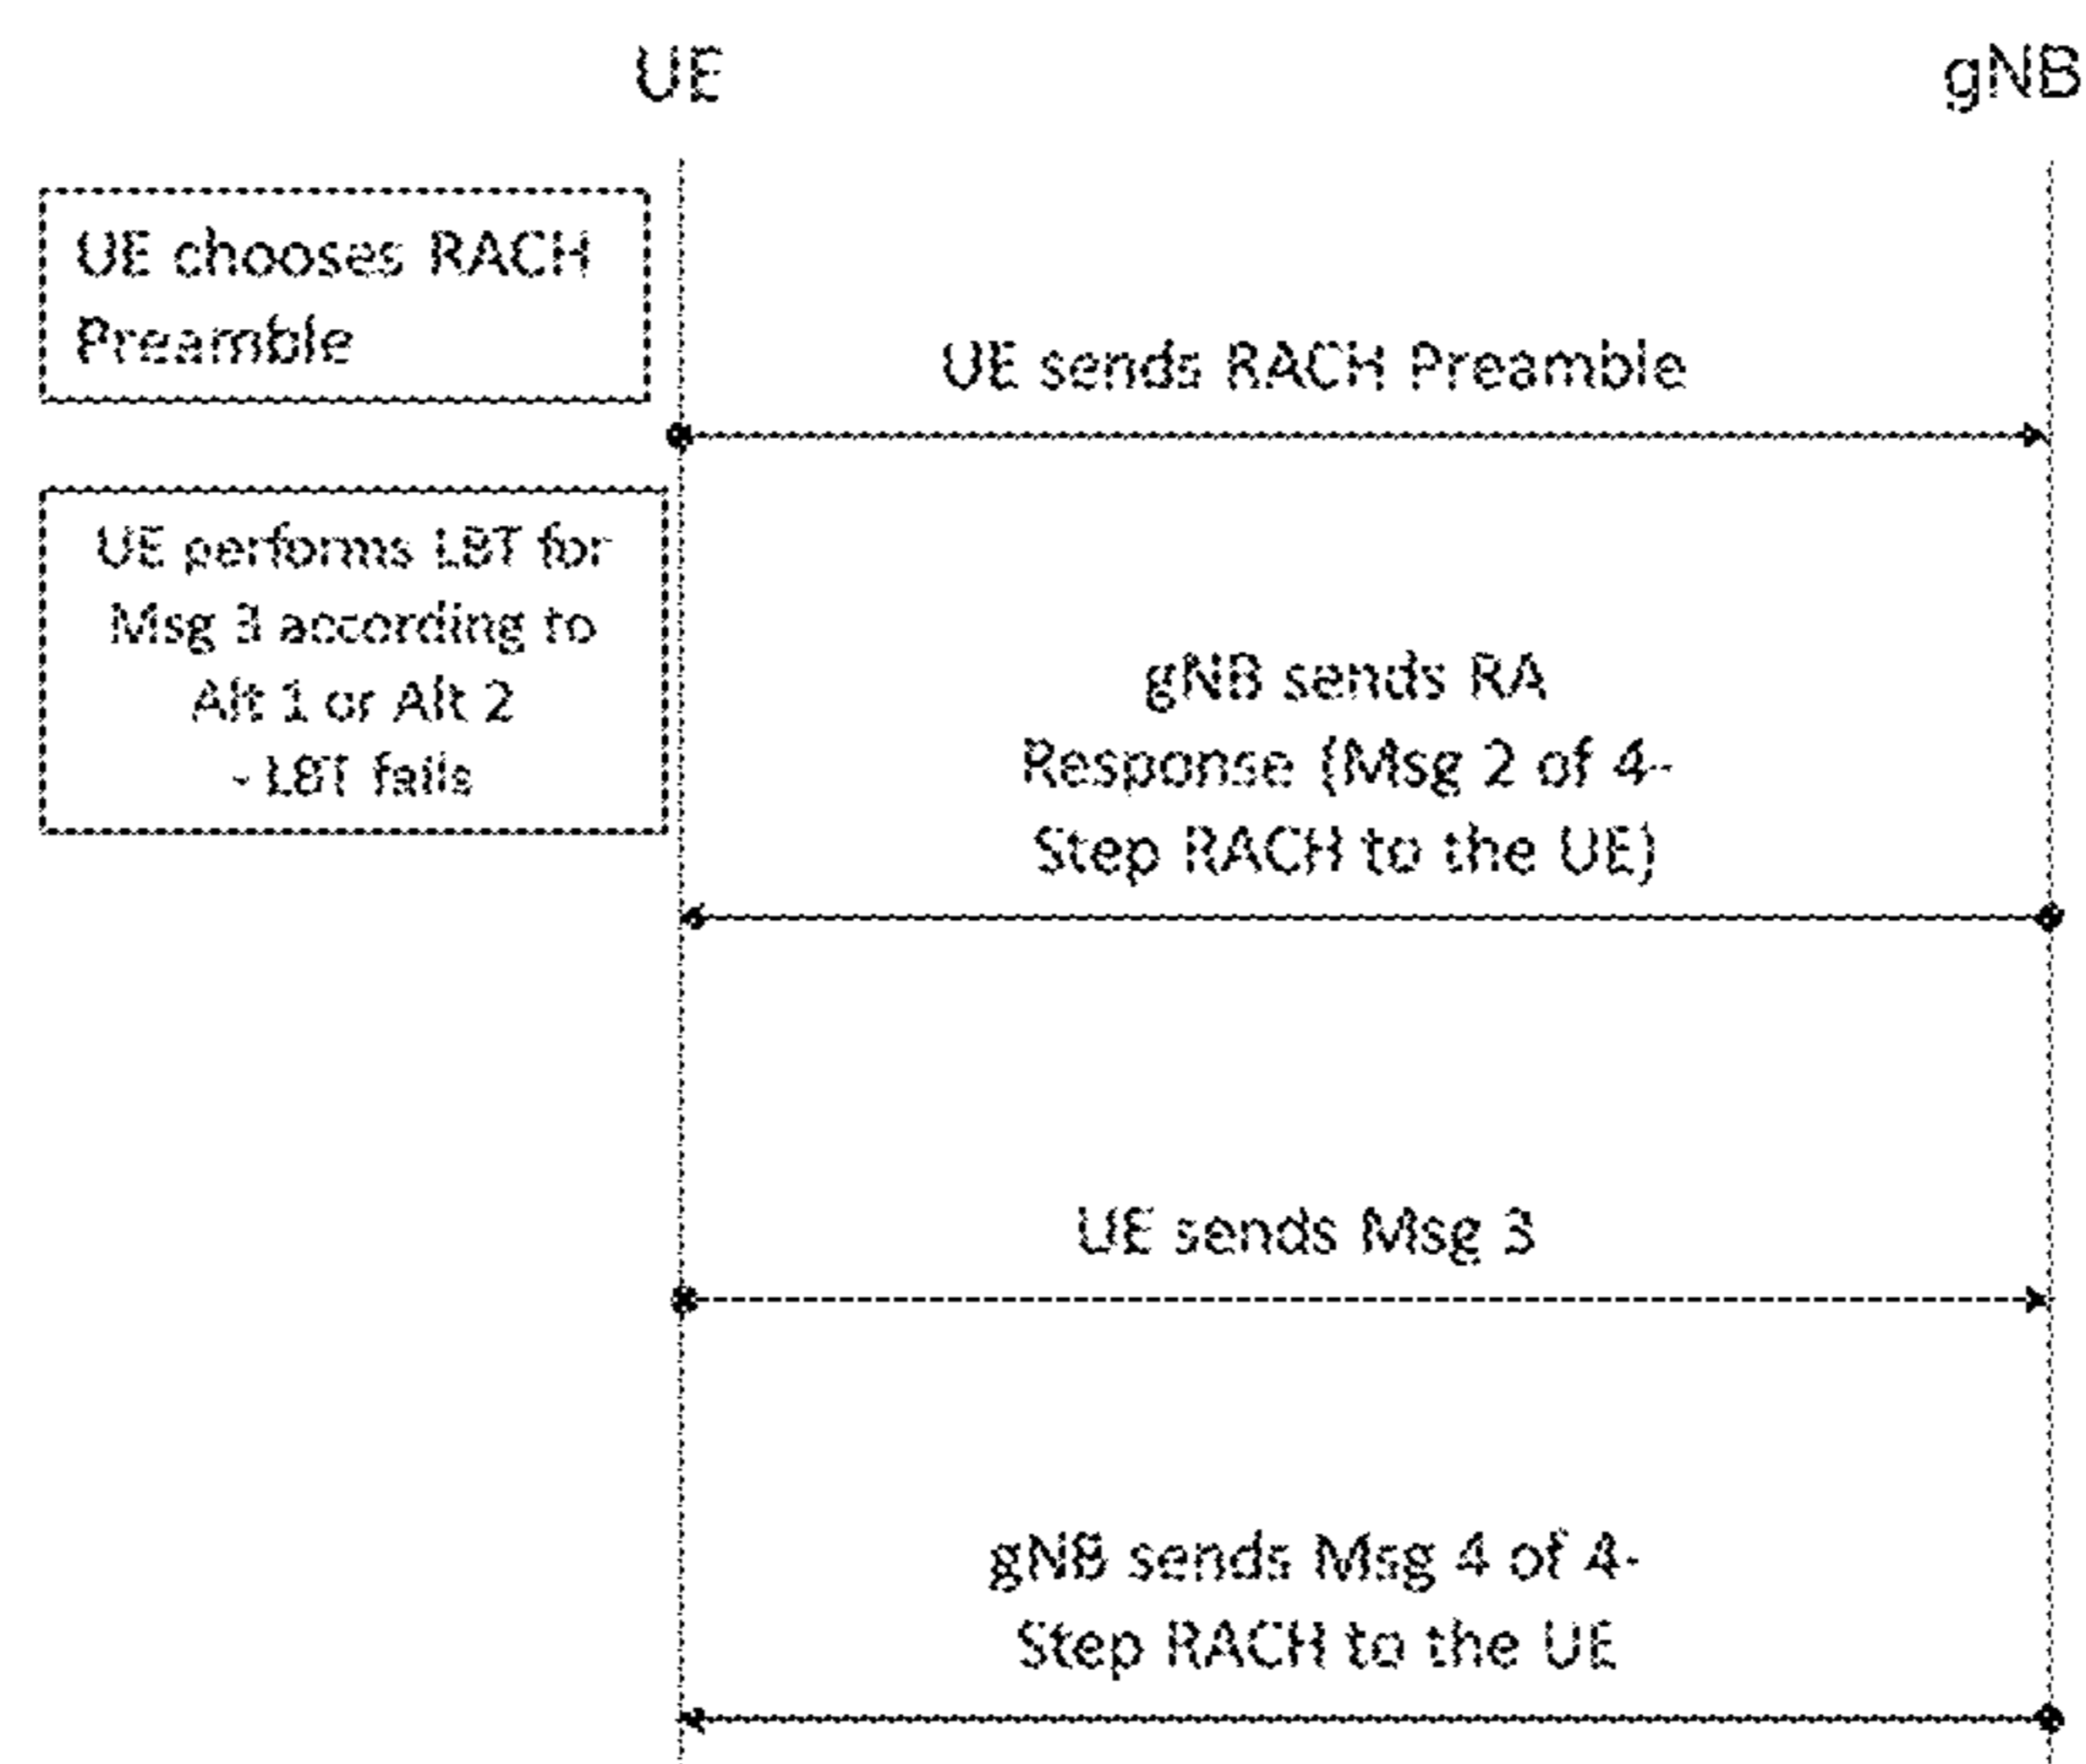 UE
gNB
UE chooses RACH
Preamble
UE sends RACH Preamble
UE performs LBT for
Msg 3 according to
Alt 1 or Alt 2
- LBT fails
gNB sends RA
Response (Msg 2 of 4-
Step RACH to the UE)
UE sends Msg 3
gNB sends Msg 4 of 4-
Step RACH to the UE